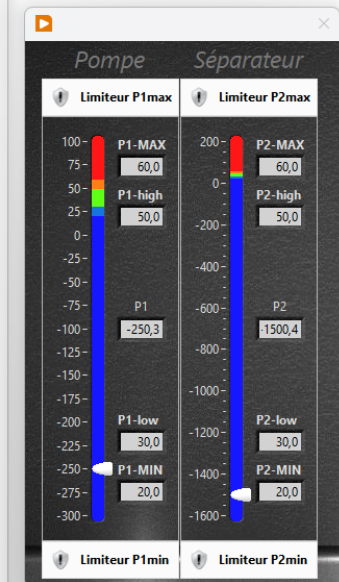 Pompe Séparateur
Limiteur P1max Limiteur P2max
100 P1-MAX 200 P2-MAX
75 60,0 60,0
50 P1-high 0 P2-high
25 50,0 -200 50,0
0
-25 -400
-50
-75 P1 -600 P2
-100 -250,3 -1500,4
-125 -800
-150
-175 -1000
-200 P1-low -1200 P2-low
-225 30,0 30,0
-250 P1-MIN -1400 P2-MIN
-275 20,0 20,0
-300 -1600
Limiteur P1min Limiteur P2min